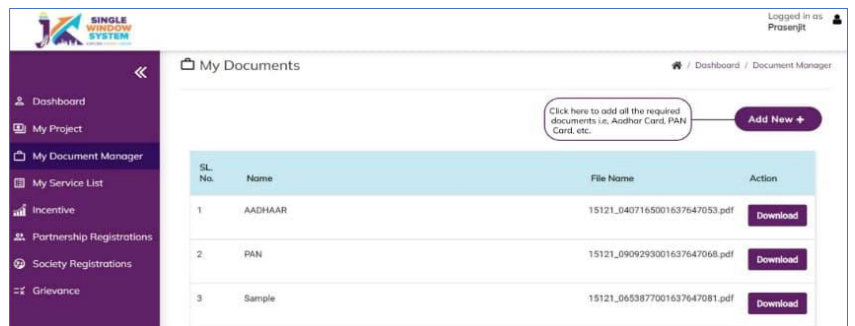 SINGLE
WINDOW
SYSTEM
Logged in as
Prasenjit
My Documents
/ Dashboard / Document Manager
Dashboard
My Project
My Document Manager
My Service List
Incentive
Partnership Registrations
Society Registrations
Grievance
Click here to add all the required
documents i.e, Aadhar Card, PAN
Card, etc.
Add New +
SL.
No. Name File Name Action
1 AADHAAR 15121_0407165001637647053.pdf Download
2 PAN 15121_0909293001637647068.pdf Download
3 Sample 15121_0653877001637647081.pdf Download